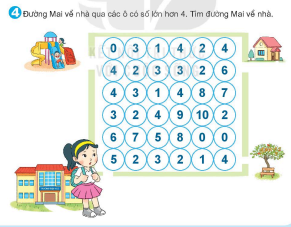 4 Đường Mai về nhà qua các ô có số lớn hơn 4. Tìm đường Mai về nhà.
0 3 1 4 2 4
4 2 3 3 2 6
4 3 1 4 8 7
3 2 4 9 10 2
6 7 5 8 0 0
5 2 3 2 1 4